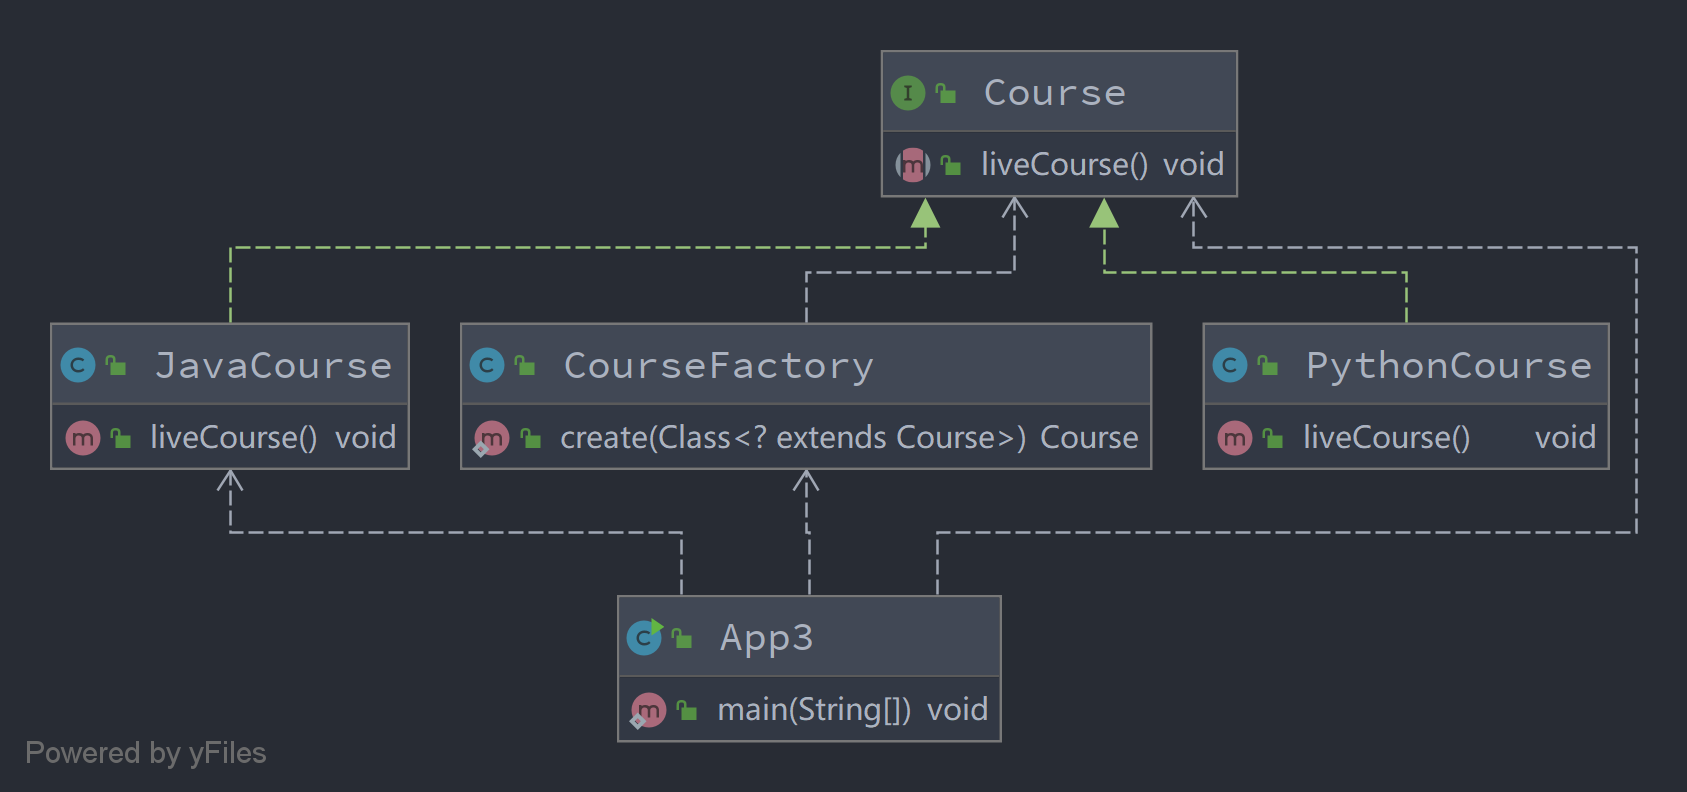 I Course
m liveCourse() void
C JavaCourse
m liveCourse() void
C CourseFactory
m create(Class<? extends Course>) Course
C PythonCourse
m liveCourse() void
C App3
m main(String[]) void
Powered by yFiles